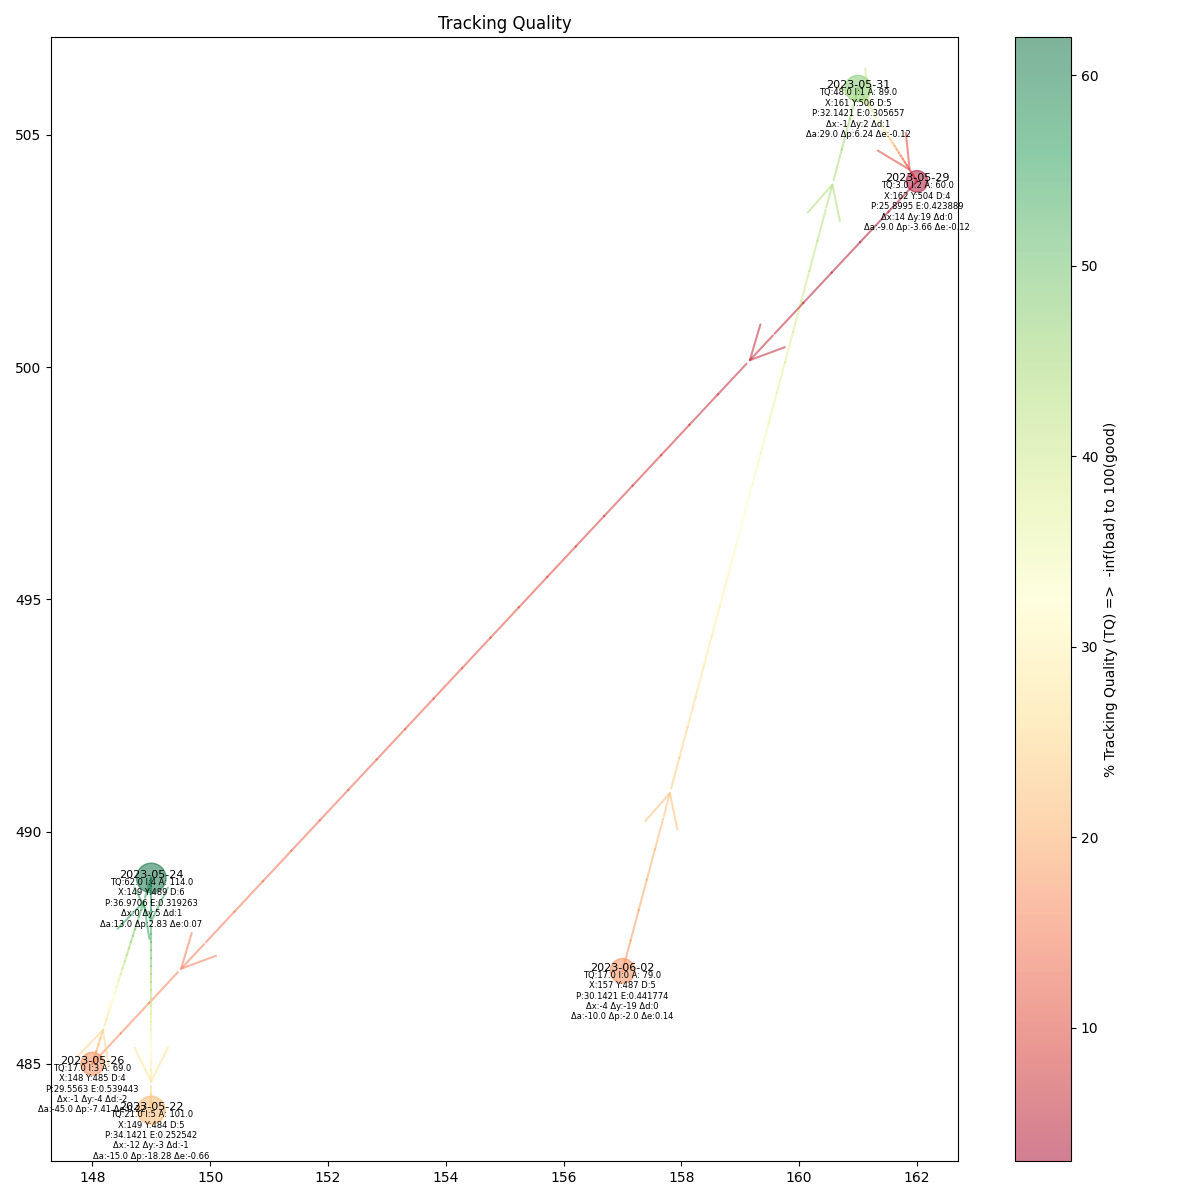 Tracking Quality
505
500
495
490
485
148
150
152
154
156
158
160
162
2023-05-31
TQ:48.0 I:1 A: 89.0
X:161 Y:506 D:5
P:32.1421 E:0.305657
Δx:-1 Δy:2 Δd:1
Δa:29.0 Δp:6.24 Δe:-0.12
2023-05-29
TQ:3.0 I:2 A: 60.0
X:162 Y:504 D:4
P:25.8995 E:0.423889
Δx:14 Δy:19 Δd:0
Δa:-9.0 Δp:-3.66 Δe:-0.12
2023-05-24
TQ:62.0 I:4 A: 114.0
X:149 Y:489 D:6
P:36.9706 E:0.319263
Δx:0 Δy:5 Δd:1
Δa:13.0 Δp:2.83 Δe:0.07
2023-06-02
TQ:17.0 I:0 A: 79.0
X:157 Y:487 D:5
P:30.1421 E:0.441774
Δx:-4 Δy:-19 Δd:0
Δa:-10.0 Δp:-2.0 Δe:0.14
2023-05-26
TQ:17.0 I:3 A: 69.0
X:148 Y:485 D:4
P:29.5563 E:0.539443
Δx:-1 Δy:-4 Δd:-2
Δa:-45.0 Δp:-7.41
2023-05-22
TQ:21.0 I:5 A: 101.0
X:149 Y:484 D:5
P:34.1421 E:0.252542
Δx:-12 Δy:-3 Δd:-1
Δa:-15.0 Δp:-18.28 Δe:-0.66
60
50
40
30
20
10
% Tracking Quality (TQ) => -inf(bad) to 100(good)